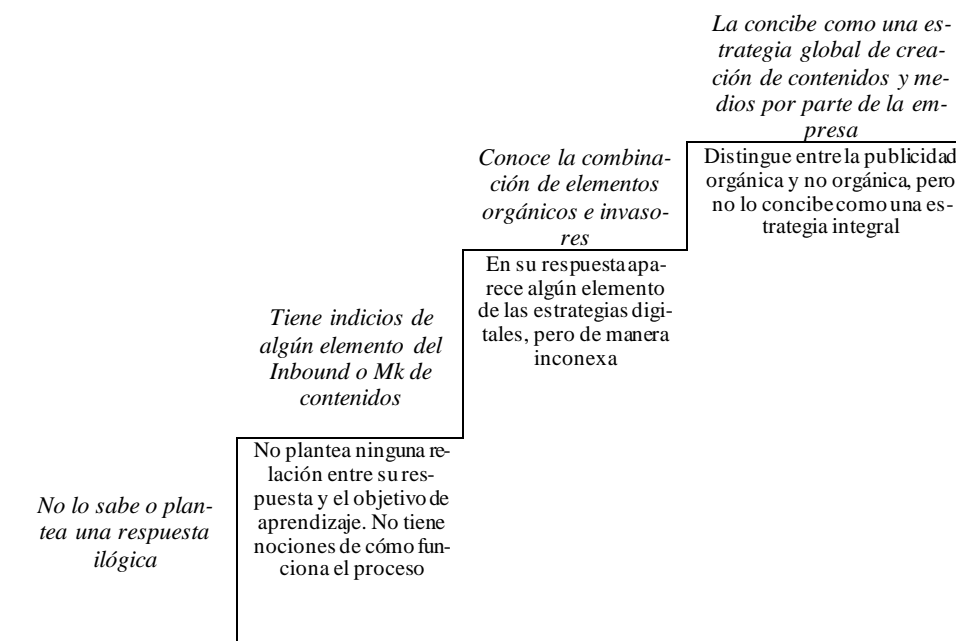 La concibe como una es-
trategia global de crea-
ción de contenidos y me-
dios por parte de la em-
presa
Distingue entre la publicidad
orgánica y no orgánica, pero
no lo concibe como una es-
trategia integral
Conoce la combina-
ción de elementos
orgánicos e invaso-
res
En su respuesta apa-
rece algún elemento
de las estrategias digi-
tales, pero de manera
inconexa
Tiene indicios de
algún elemento del
Inbound o Mk de
contenidos
No plantea ninguna re-
lación entre su res-
puesta y el objetivo de
aprendizaje. No tiene
nociones de cómo fun-
ciona el proceso
No lo sabe o plan-
tea una respuesta
ilógica